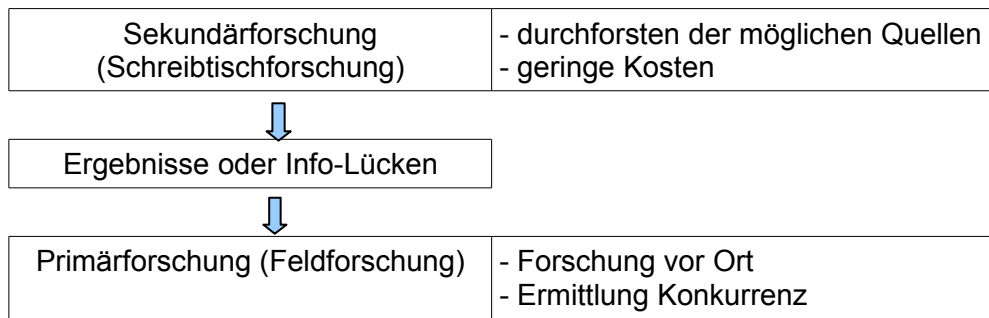 Sekundärforschung
(Schreibtischforschung)
- durchforsten der möglichen Quellen
- geringe Kosten
Ergebnisse oder Info-Lücken
Primärforschung (Feldforschung)
- Forschung vor Ort
- Ermittlung Konkurrenz